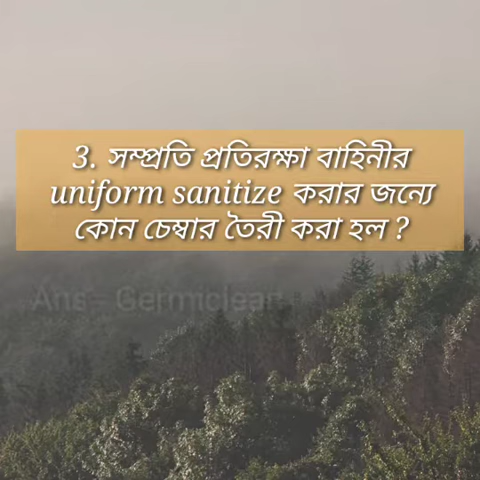 3. সম্প্রতি প্রতিরক্ষা বাহিনীর
uniform sanitize করার জন্যে
কোন চেম্বার তৈরী করা হল ?
Ans - Germiclean